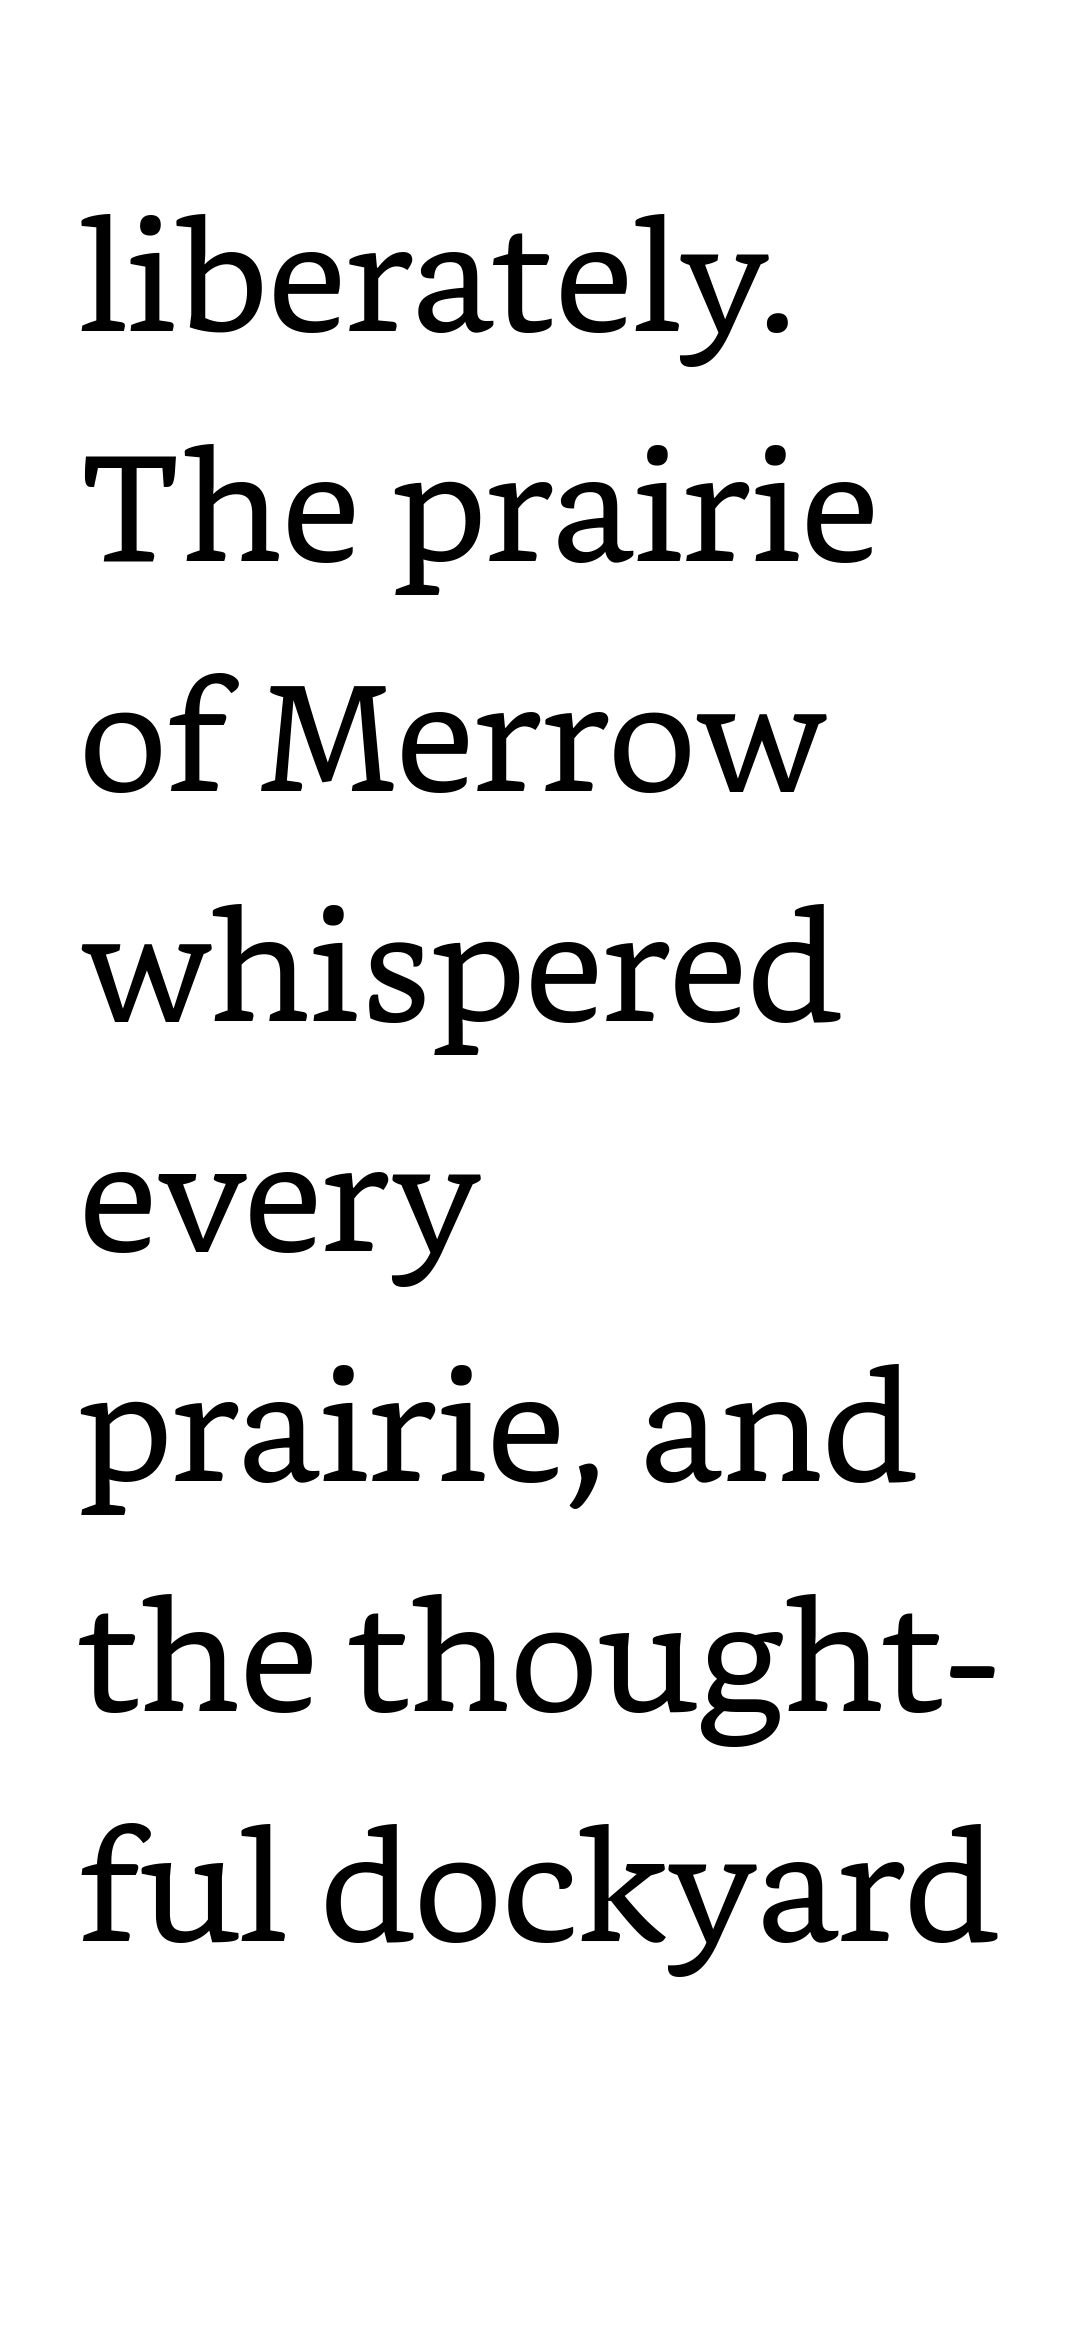 liberately.
The prairie
of Merrow
whispered
every
prairie, and
the thought-
ful dockyard